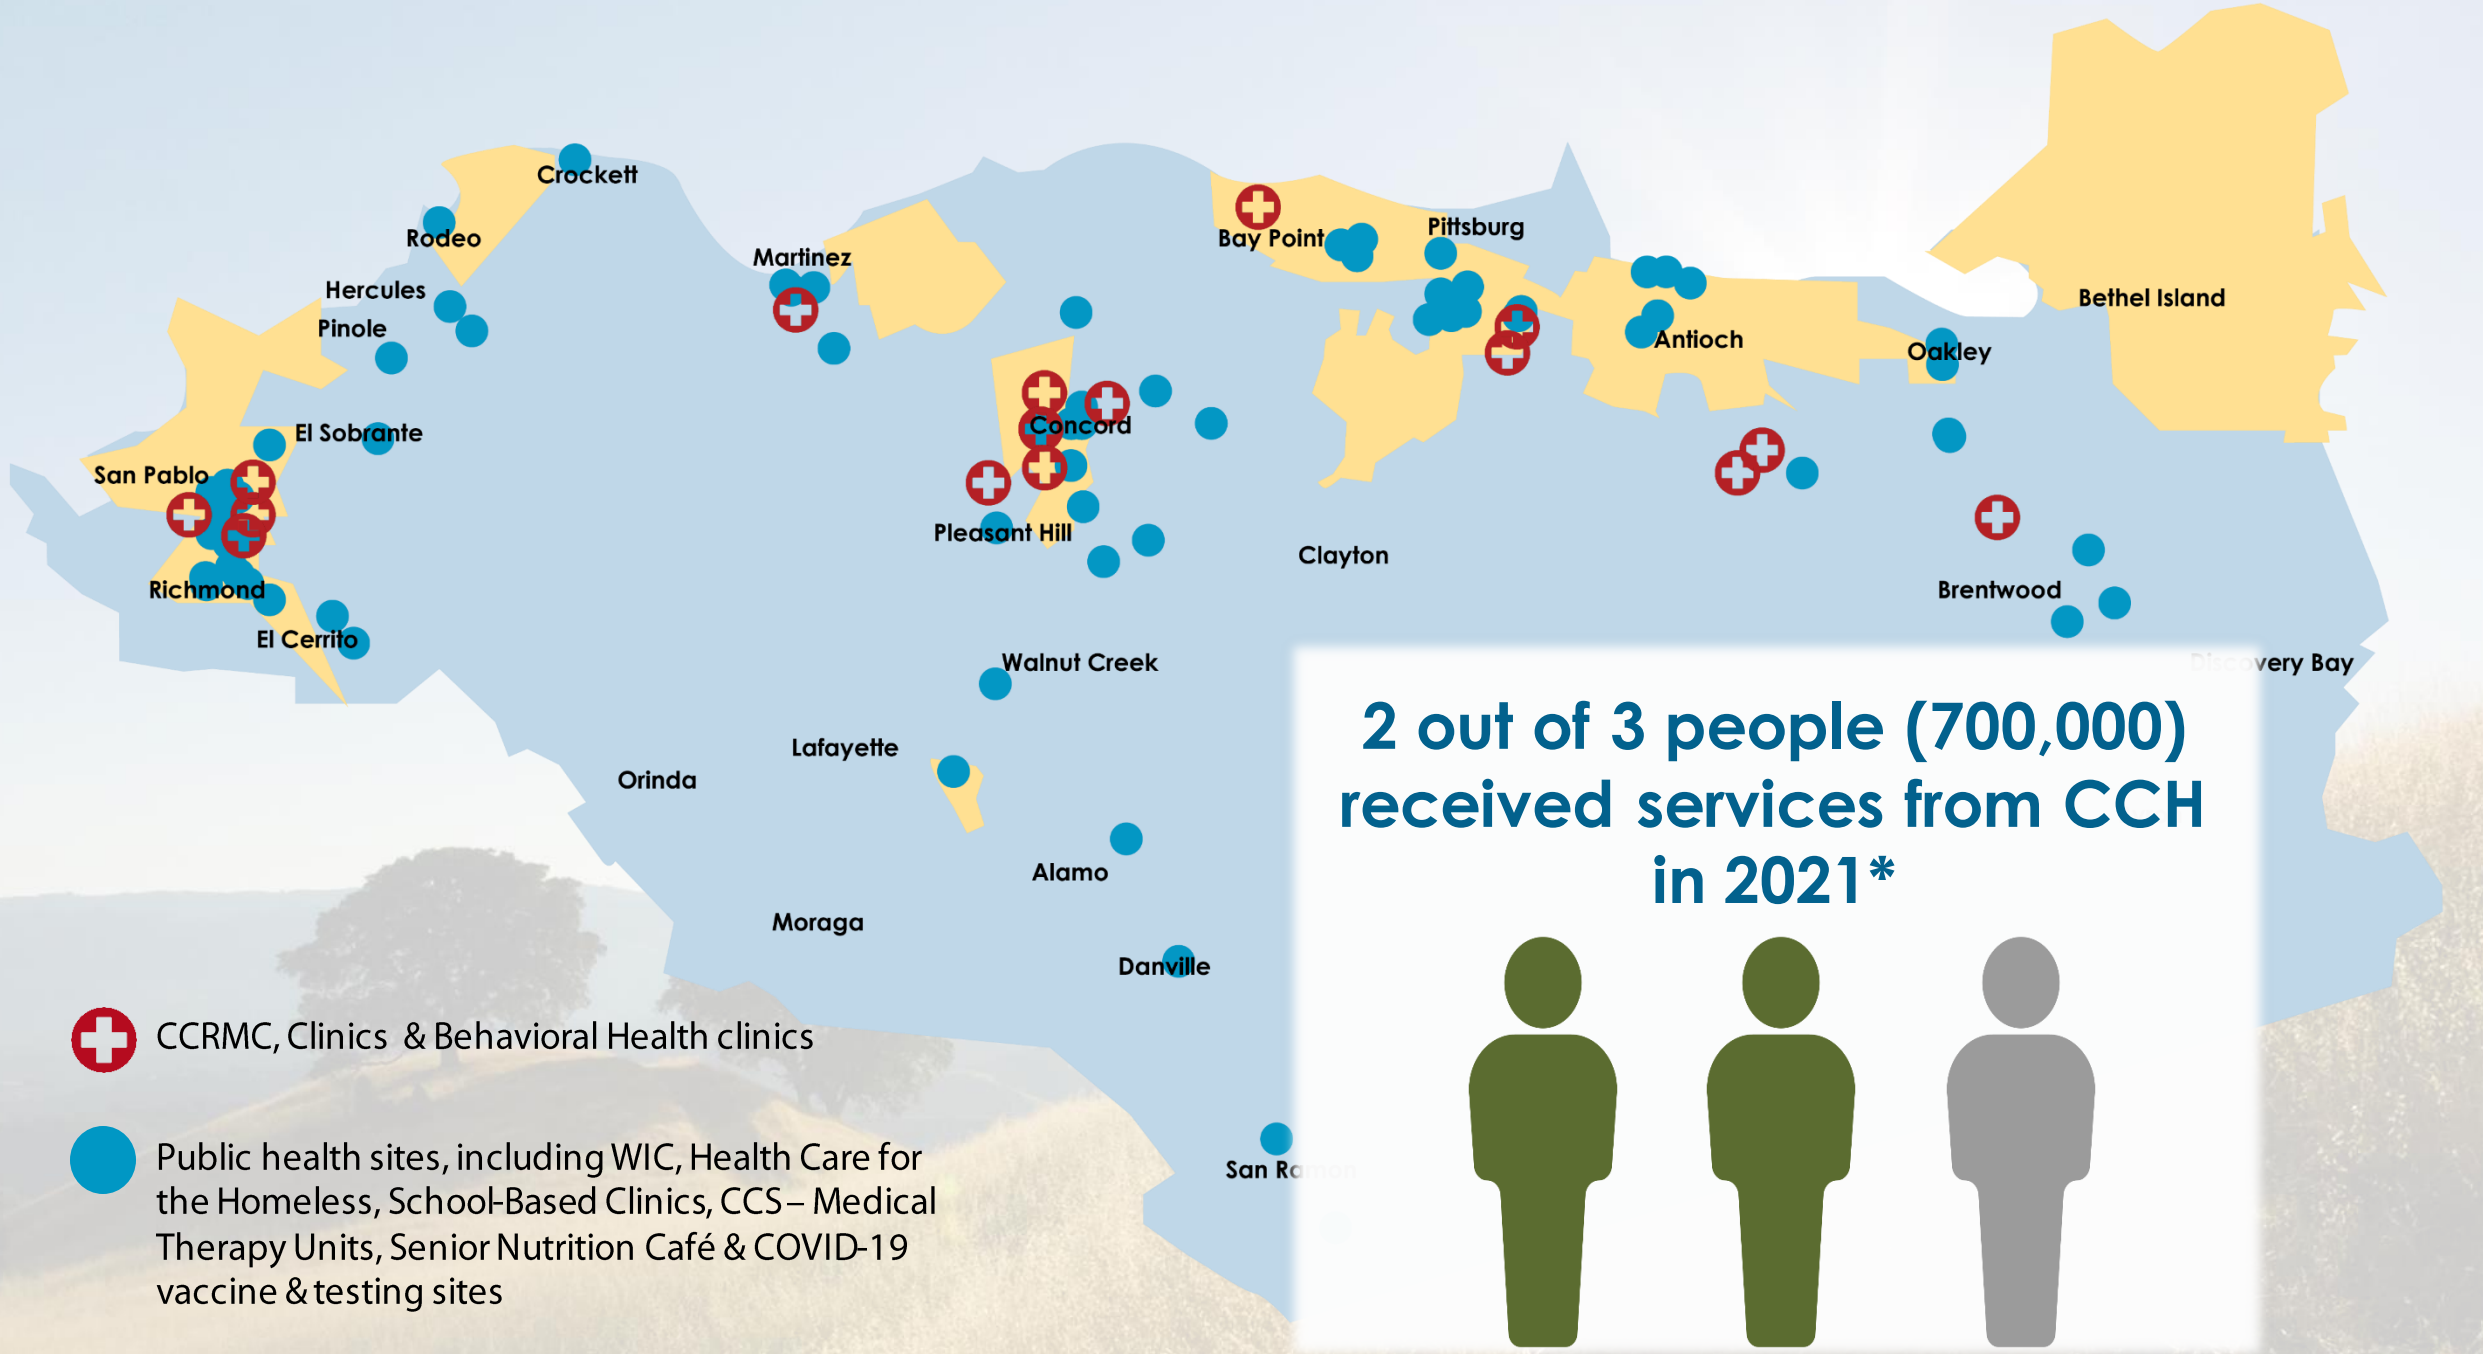 Crockett
Pittsburg
Rodeo
Bay Point
Martinez
Hercules
Bethel Island
Pinole
Antioch
Oakley
Concord
El Sobrante
San Pablo
Pleasant Hill
Clayton
Richmond
Brentwood
El Cerrito
Walnut Creek
Discovery Bay
Lafayette
Orinda
Alamo
Moraga
Danville
San Ramon
2 out of 3 people (700,000)
received services from CCH
in 2021*
CCRMC, Clinics & Behavioral Health clinics
Public health sites, including WIC, Health Care for
the Homeless, School-Based Clinics, CCS – Medical
Therapy Units, Senior Nutrition Café & COVID-19
vaccine & testing sites